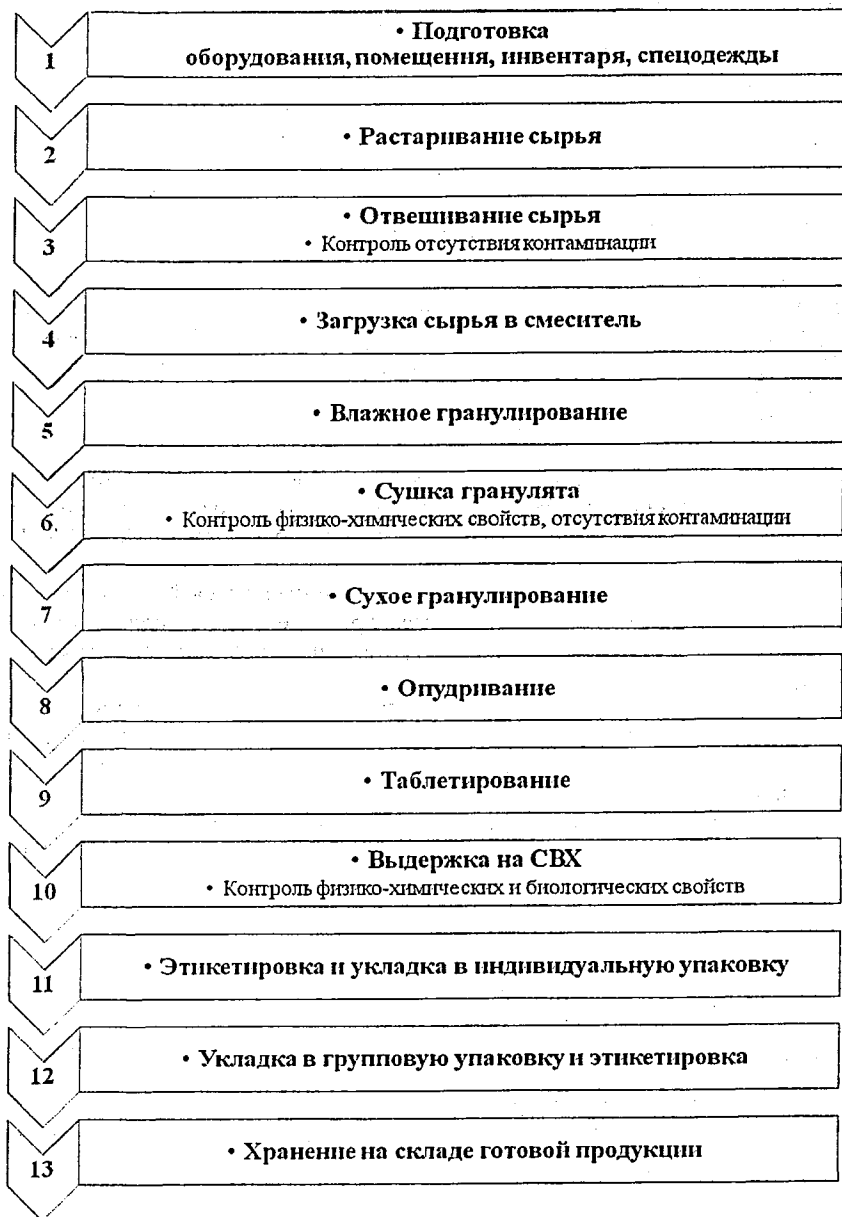 1
• Подготовка
оборудования, помещения, инвентаря, спецодежды
2
• Растаривание сырья
3
• Отвешивание сырья
• Контроль отсутствия контаминации
4
• Загрузка сырья в смеситель
5
• Влажное гранулирование
6
• Сушка гранулята
• Контроль физико-химических свойств, отсутствия контаминации
7
• Сухое гранулирование
8
• Опудривание
9
• Таблетирование
10
• Выдержка на СВХ
• Контроль физико-химических и биологических свойств
11
• Этикетировка и укладка в индивидуальную упаковку
12
• Укладка в групповую упаковку и этикетировка
13
• Хранение на складе готовой продукции